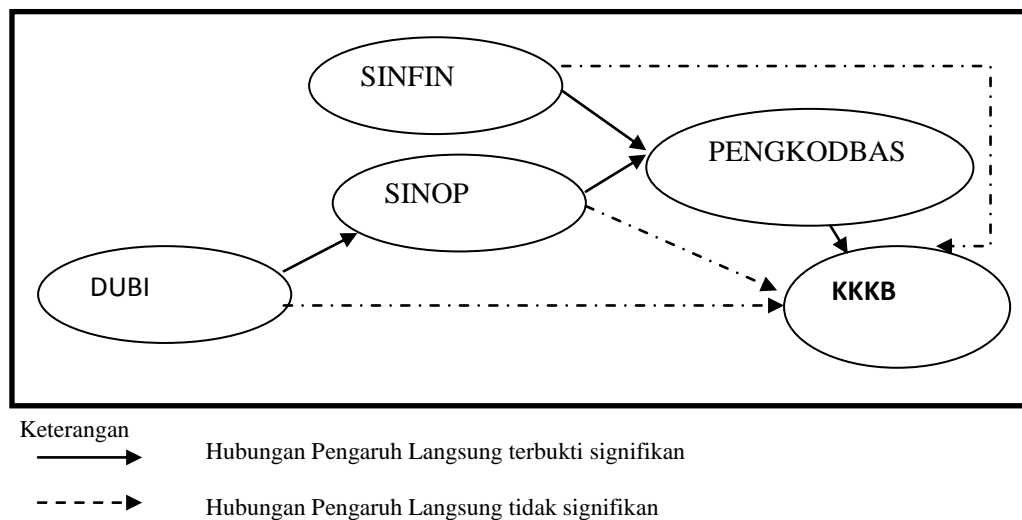 SINFIN
PENGKODBAS
SINOP
DUBI
KKKB
Keterangan
Hubungan Pengaruh Langsung terbukti signifikan
Hubungan Pengaruh Langsung tidak signifikan